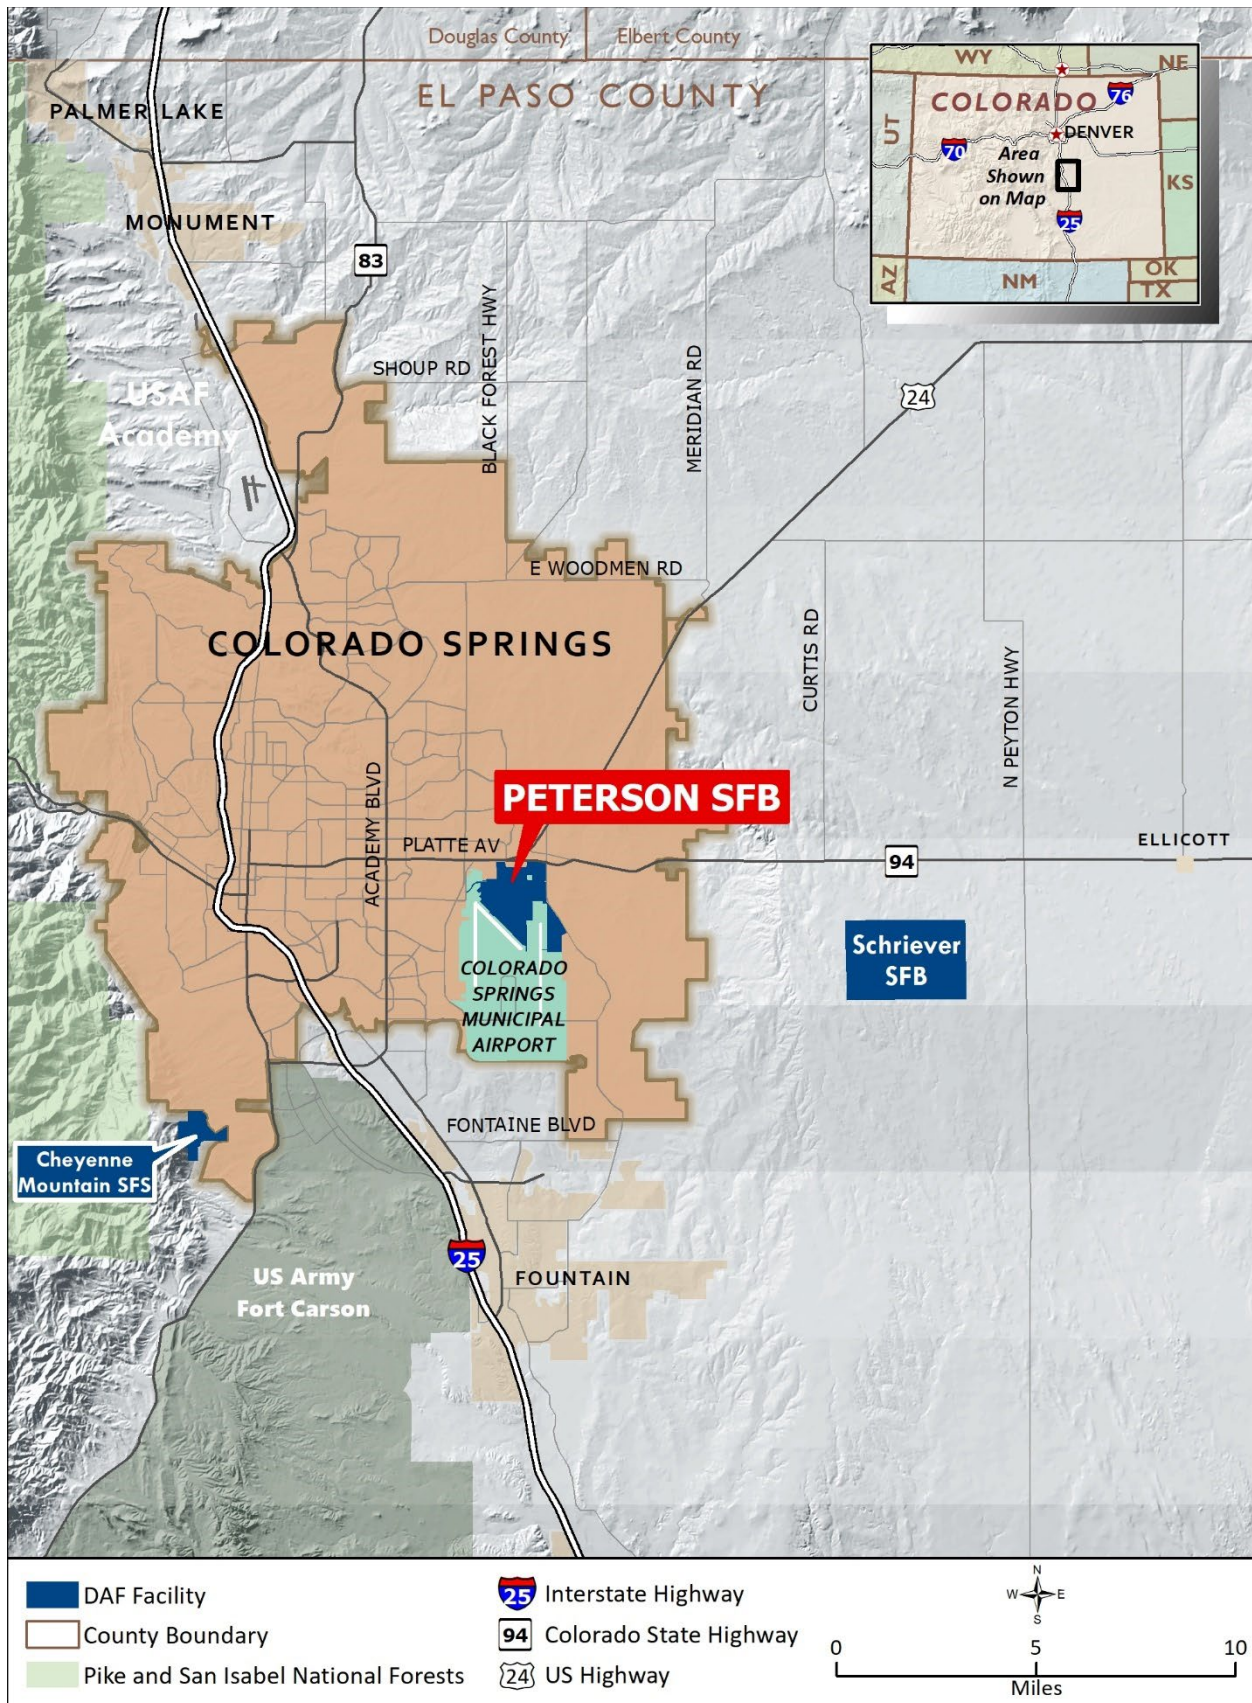 Douglas County
Elbert County
EL PASO COUNTY
WY
NE
COLORADO
76
UT
DENVER
70
Area
Shown
on Map
KS
25
AZ
NM
OK
TX
PALMER LAKE
MONUMENT
83
SHOUP RD
BLACK FOREST HWY
MERIDIAN RD
24
USAF
Academy
E WOODMEN RD
COLORADO SPRINGS
CURTIS RD
N PEYTON HWY
ACADEMY BLVD
PETERSON SFB
PLATTE AV
94
ELLICOTT
Schriever
SFB
COLORADO
SPRINGS
MUNICIPAL
AIRPORT
FONTAINE BLVD
Cheyenne
Mountain SFS
25
US Army
Fort Carson
FOUNTAIN
DAF Facility
County Boundary
Pike and San Isabel National Forests
25 Interstate Highway
94 Colorado State Highway
24 US Highway
N
W E
S
0 5 10
Miles